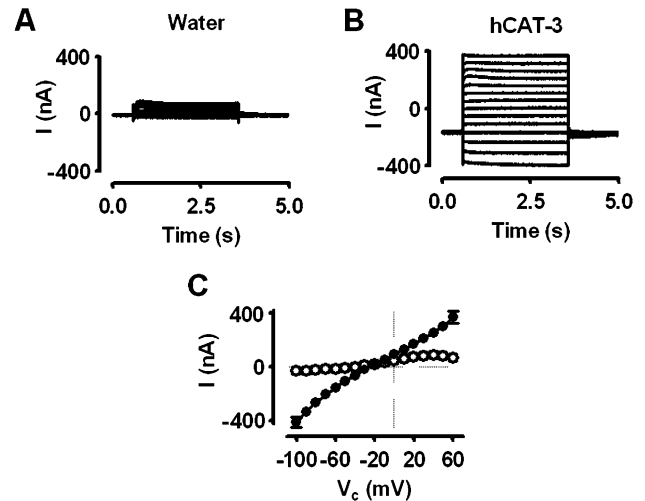 A
Water
400
0
-400
I (nA)
0.0 2.5 5.0
Time (s)
B
hCAT-3
400
0
-400
I (nA)
0.0 2.5 5.0
Time (s)
C
400
0
-400
I (nA)
-100 -60 -20 20 60
Vc (mV)